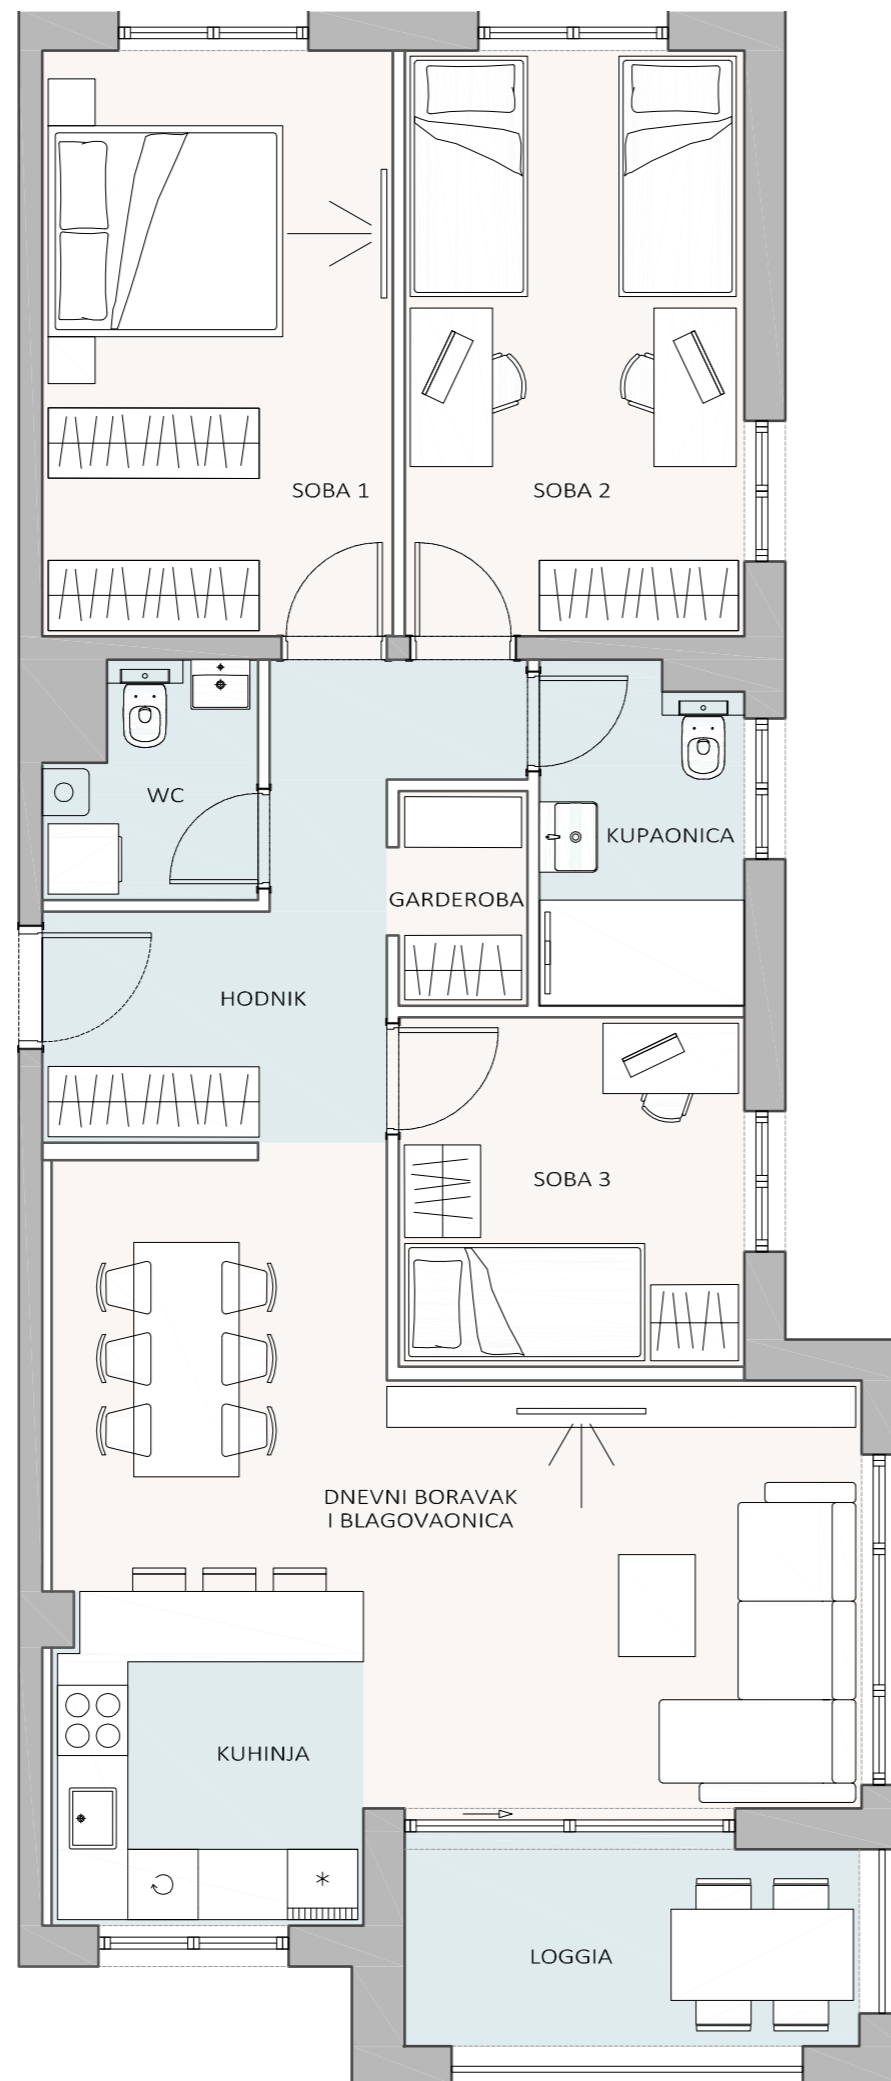 SOBA 1
SOBA 2
WC
KUPAONICA
GARDEROBA
HODNIK
SOBA 3
DNEVNI BORAVAK
I BLAGOVAONICA
KUHINJA
LOGGIA